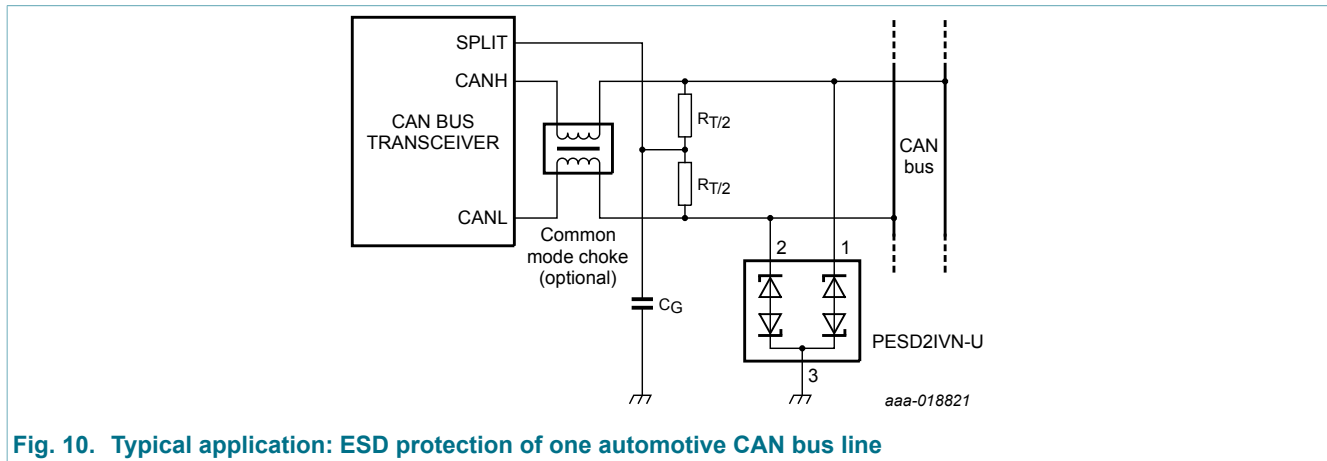 SPLIT
CANH
CAN BUS
TRANSCEIVER
CANL
Common
mode choke
(optional)
RT/2
RT/2
CG
CAN
bus
2
1
PESD2IVN-U
3
aaa-018821
Fig. 10. Typical application: ESD protection of one automotive CAN bus line